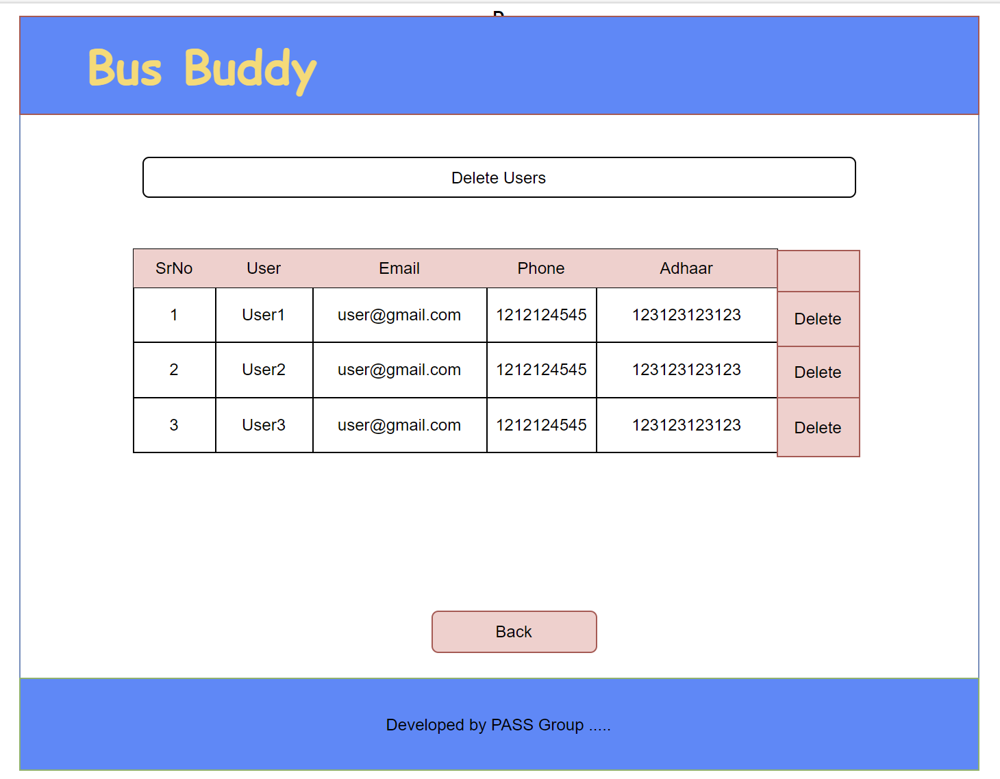 Bus Buddy
Delete Users
SrNo User Email Phone Adhaar
1 User1 user@gmail.com 1212124545 123123123123 Delete
2 User2 user@gmail.com 1212124545 123123123123 Delete
3 User3 user@gmail.com 1212124545 123123123123 Delete
Back
Developed by PASS Group .....